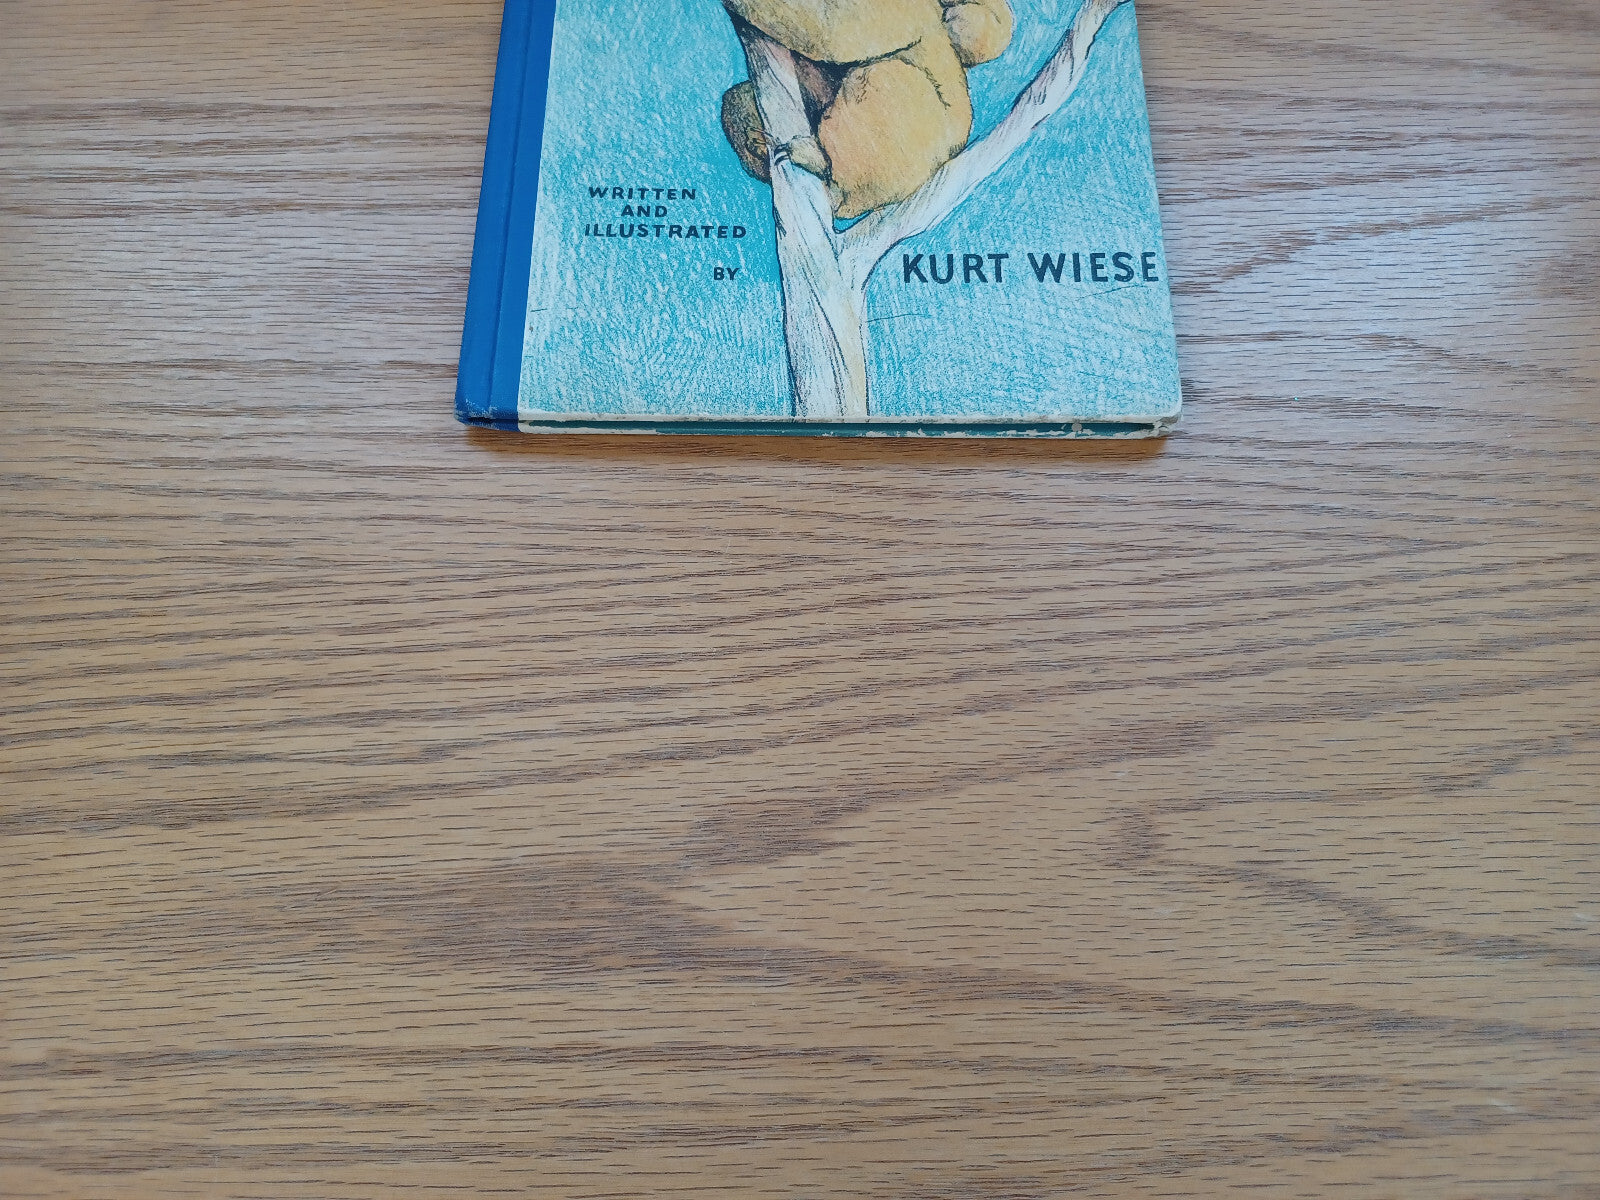 WRITTEN
AND
ILLUSTRATED
BY KURT WIESE